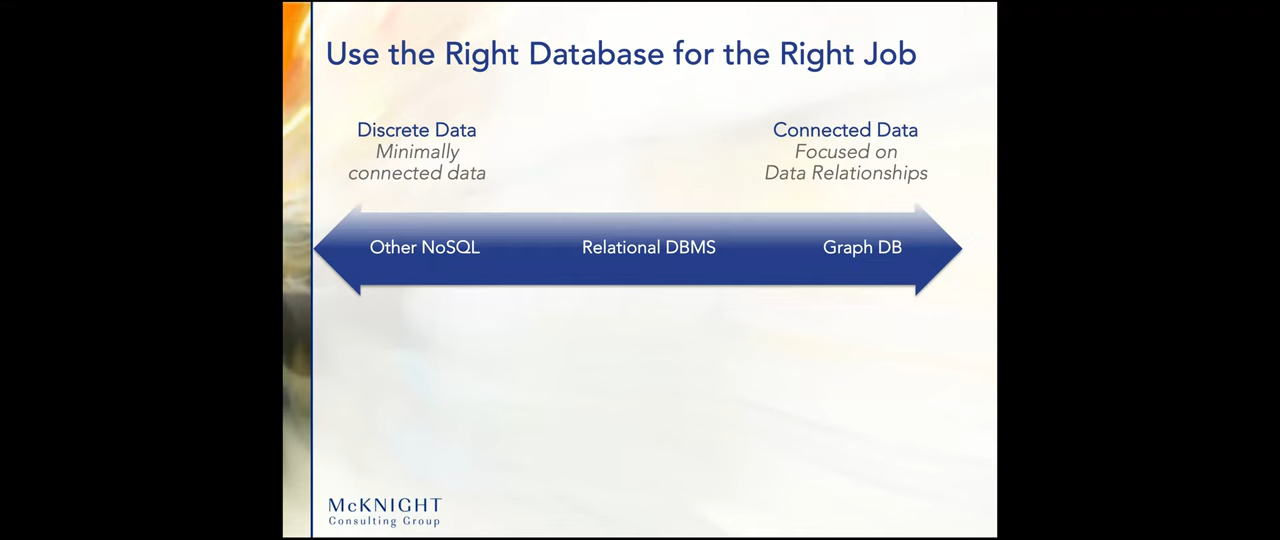 Use the Right Database for the Right Job
Discrete Data
Minimally
connected data
Connected Data
Focused on
Data Relationships
Other NoSQL
Relational DBMS
Graph DB
McKNIGHT
Consulting Group